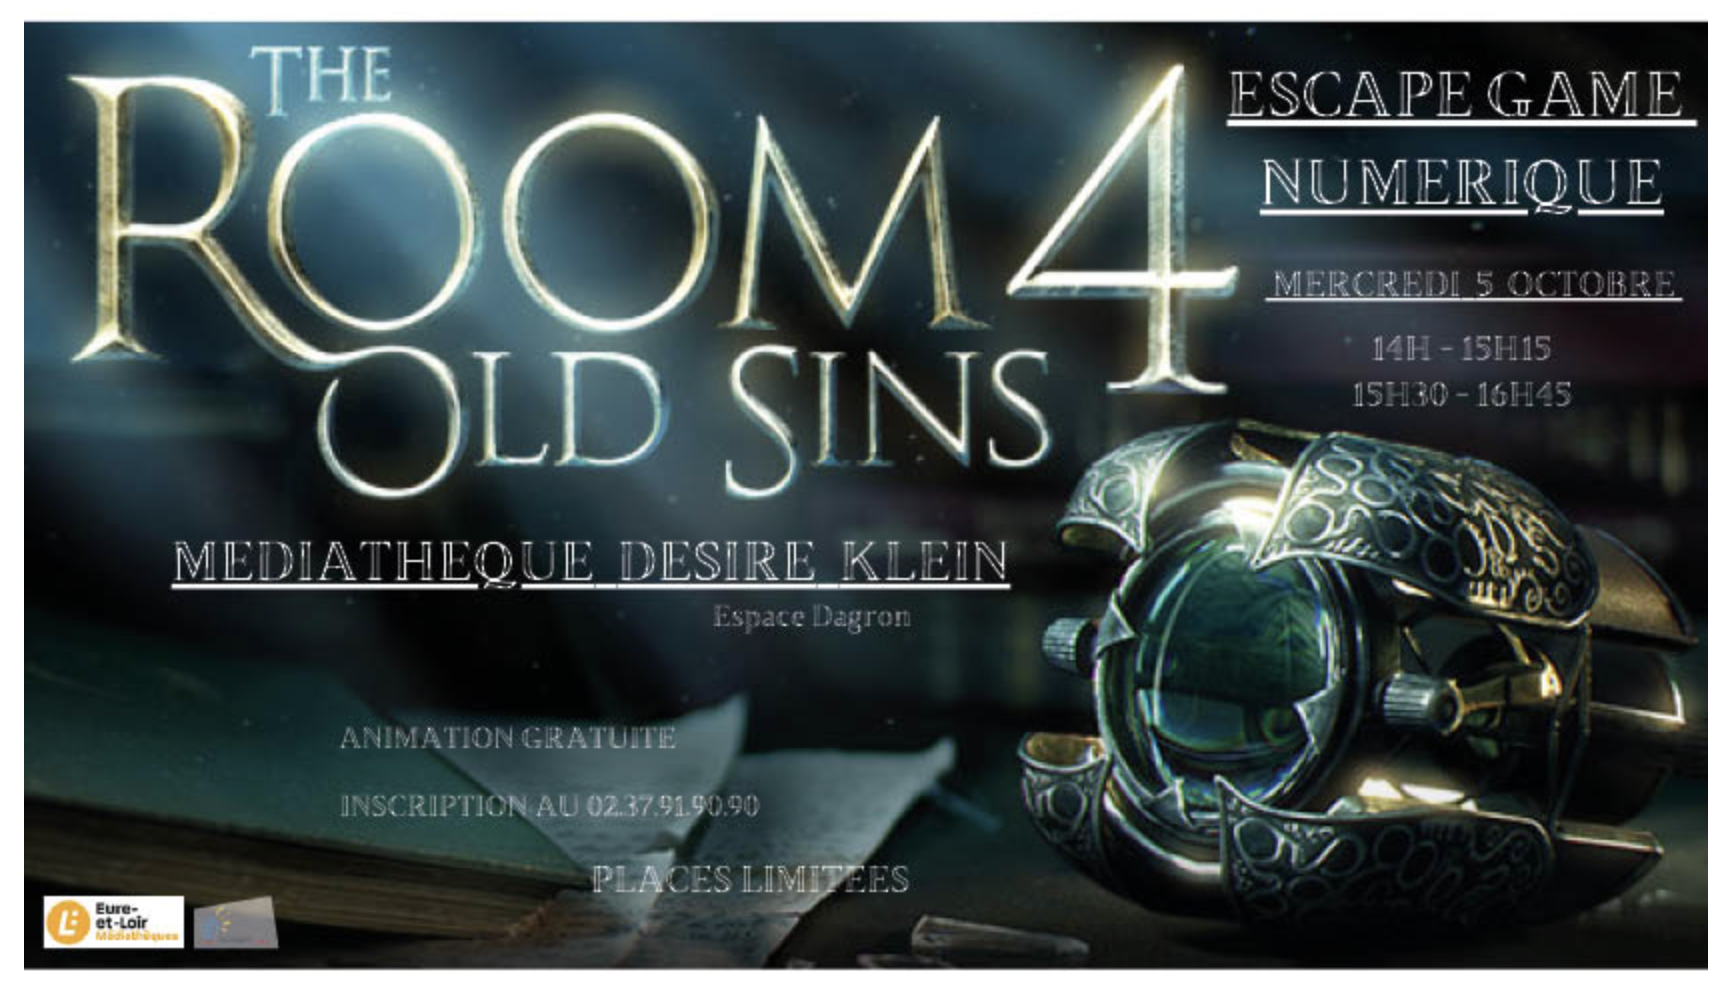 THE
ROOM 4
OLD SINS
ESCAPE GAME
NUMERIQUE
MERCREDI 5 OCTOBRE
14H - 15H15
15H30 - 16H45
MEDIATHEQUE DESIRE KLEIN
Espace Dagron
ANIMATION GRATUITE
INSCRIPTION AU 02.37.91.90.90
PLACES LIMITEES
Eure-
et-Loir
Médiathèques